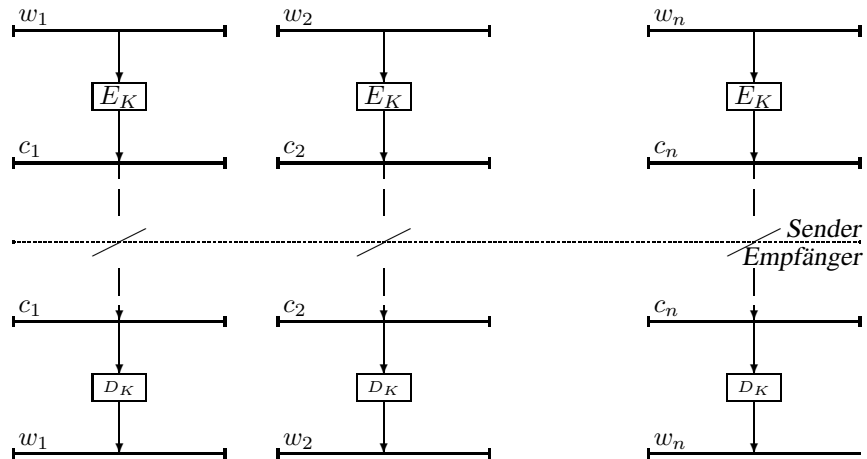 w₁ w₂ wₙ
E_K E_K E_K
c₁ c₂ cₙ
Sender
Empfänger
c₁ c₂ cₙ
D_K D_K D_K
w₁ w₂ wₙ